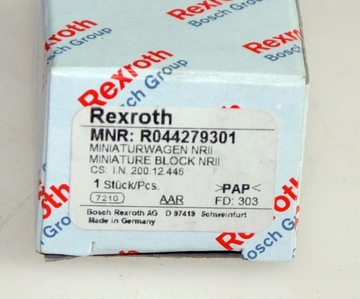 Rexroth
Bosch Group
Rexroth
Bosch Group
Rexroth
Bosch Group
Rexroth
MNR: R044279301
MINIATURWAGEN NRII
MINIATURE BLOCK NRII
CS: I.N. 200.12.446
1 Stück/Pcs. >PAP<
7210 AAR FD: 303
Bosch Rexroth AG D 97419 Schweinfurt
Made in Germany
Rexroth
Bosch Group